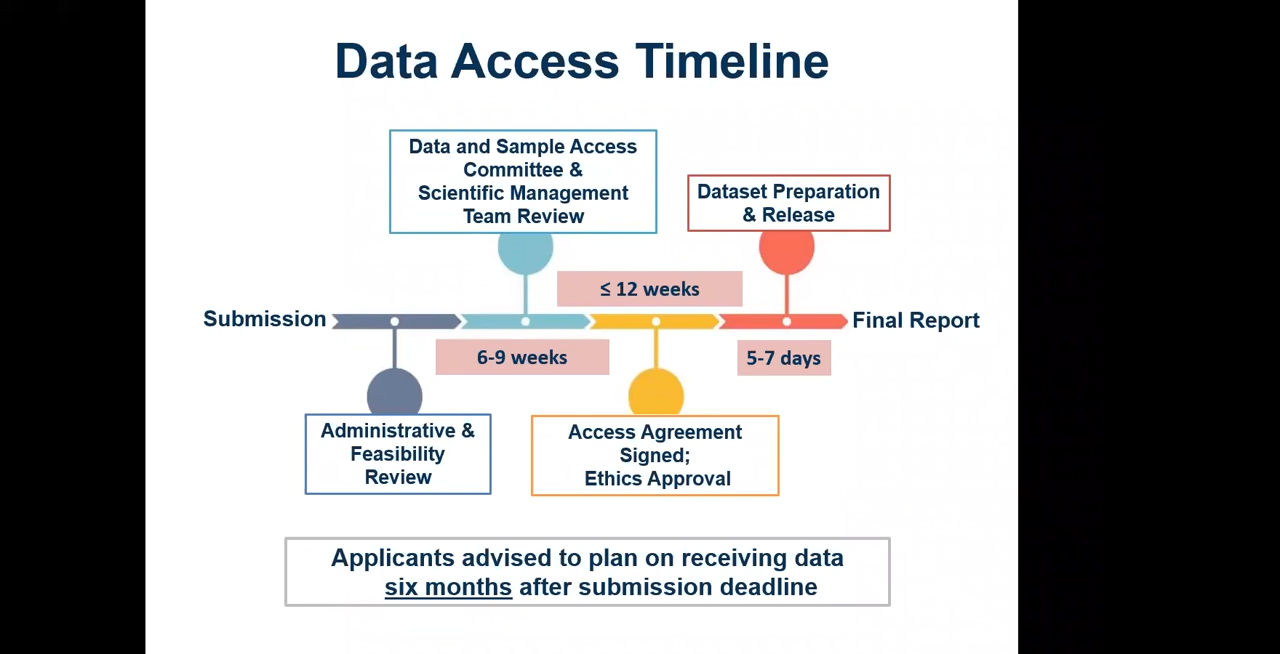 Data Access Timeline
Data and Sample Access
Committee &
Scientific Management
Team Review
Dataset Preparation
& Release
≤ 12 weeks
Submission
Final Report
6-9 weeks
5-7 days
Administrative &
Feasibility
Review
Access Agreement
Signed;
Ethics Approval
Applicants advised to plan on receiving data
six months after submission deadline